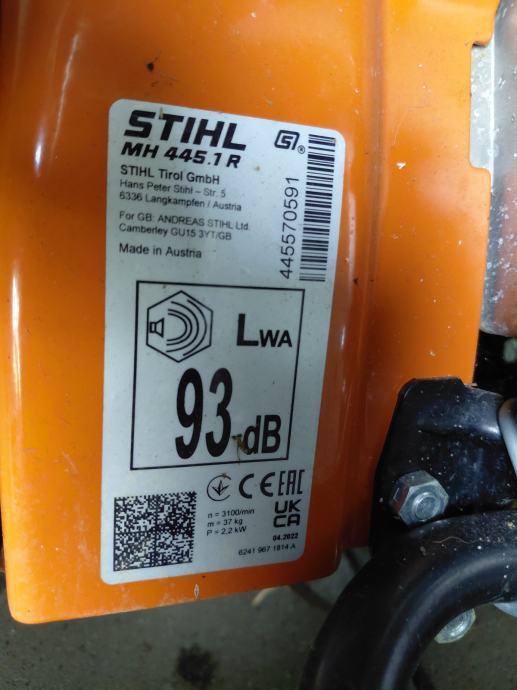 STIHL
MH 445.1 R
STIHL Tirol GmbH
Hans Peter Stihl – Str. 5
6336 Langkampfen / Austria
For GB: ANDREAS STIHL Ltd.
Camberley GU15 3YT/GB
Made in Austria
445570591
LWA
93 dB
CE EAC
UK
CA
n = 3100/min
m = 37 kg
P = 2,2 kW
04.2022
6241 967 1814 A